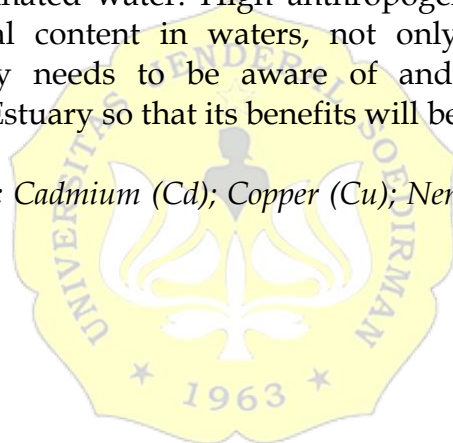 nated water. High anthropoge
al content in waters, not only
y needs to be aware of and
Estuary so that its benefits will be
: Cadmium (Cd); Copper (Cu); Ner
UNIVERSITAS JENDERAL SOEDIRMAN
1963